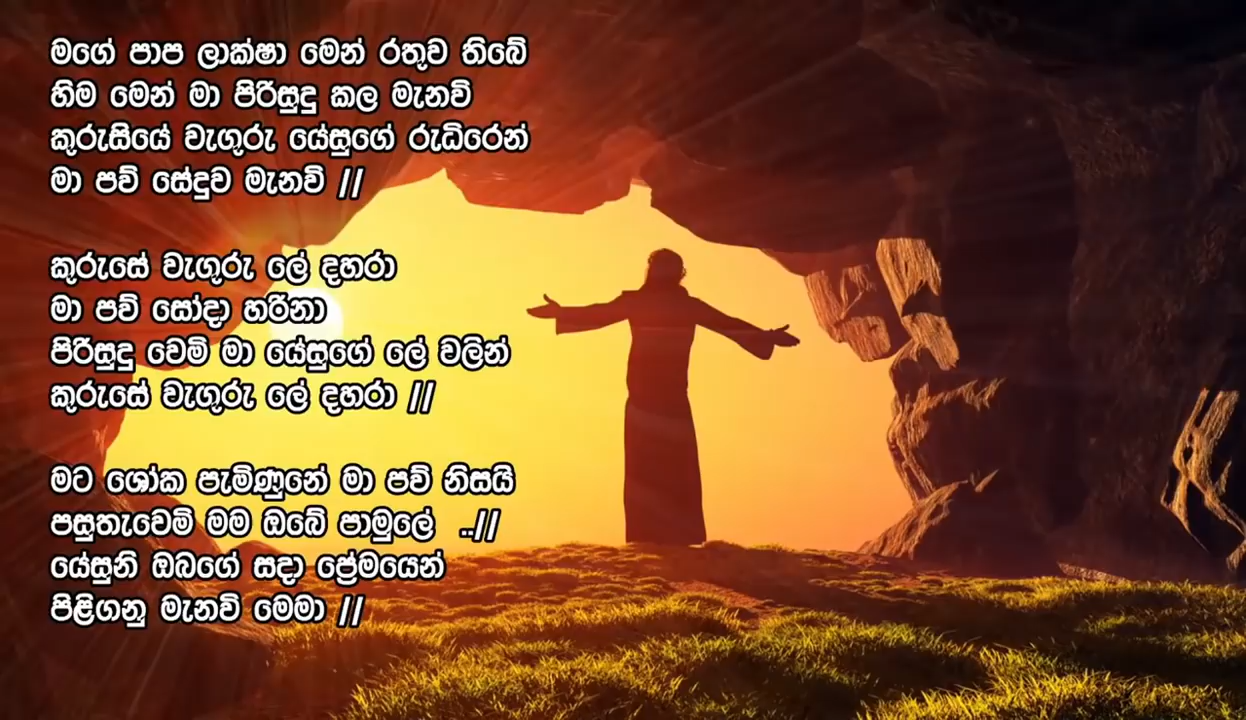 මගේ පාප ලාක්ෂා මෙන් රතුව තිබේ
හිම මෙන් මා පිරිසුදු කල මැනවි
කුරුසියේ වැගුරු යේසුගේ රුධිරෙන්
මා පව් සේදුව මැනවි //
කුරුසේ වැගුරු ලේ දහරා
මා පව් සෝදා හරිනා
පිරිසුදු වෙමි මා යේසුගේ ලේ වලින්
කුරුසේ වැගුරු ලේ දහරා //
මට ශෝක පැමිණුනේ මා පව් නිසයි
පසුතැවෙමි මම ඔබේ පාමුලේ ..//
යේසුනි ඔබගේ සදා ප්‍රේමයෙන්
පිළිගනු මැනවි මෙමා //